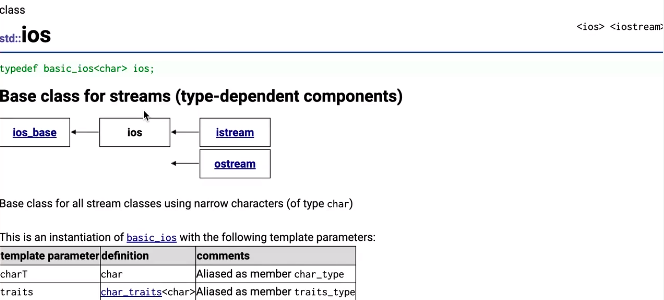 class
<ios> <iostream>
std::ios
typedef basic_ios<char> ios;
Base class for streams (type-dependent components)
ios_base ios istream
ostream
Base class for all stream classes using narrow characters (of type char)
This is an instantiation of basic_ios with the following template parameters:
template parameter definition comments
charT char Aliased as member char_type
traits char_traits<char> Aliased as member traits_type